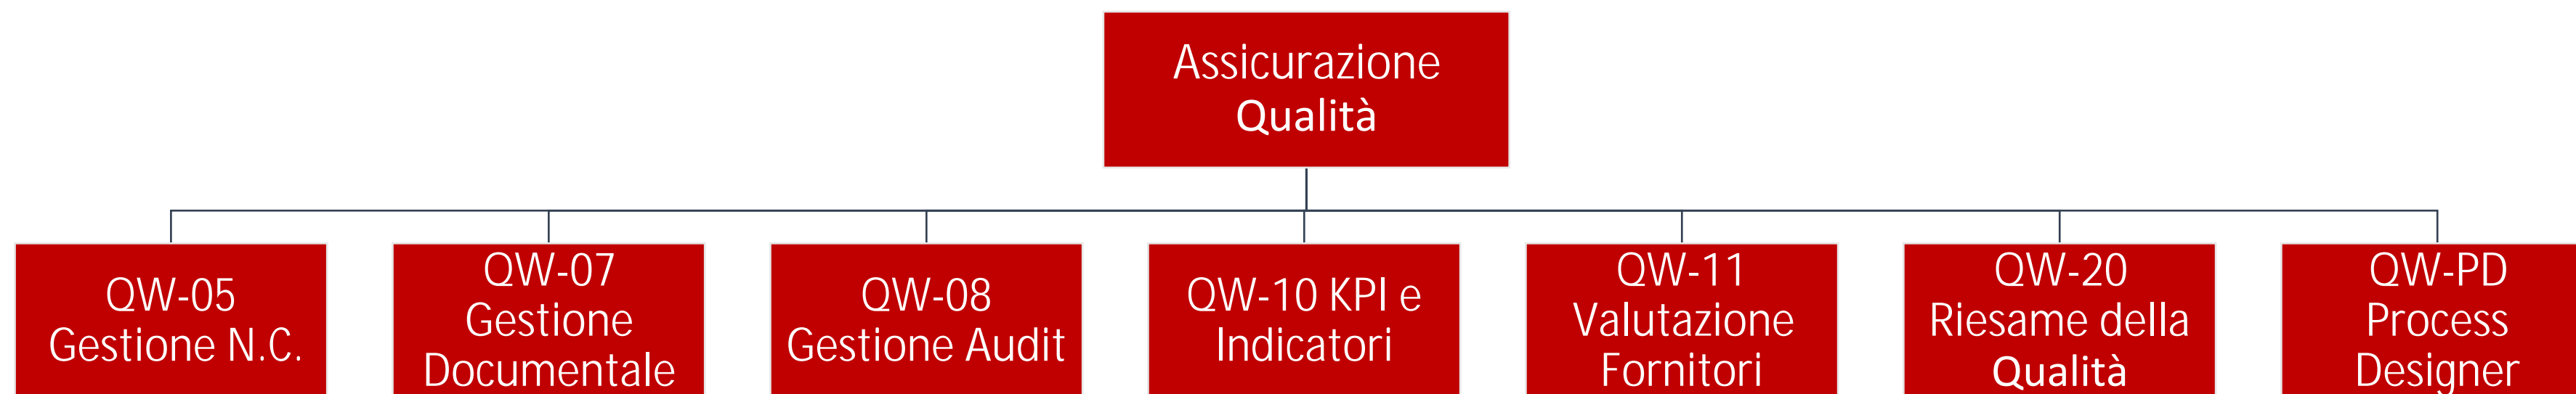 Assicurazione
Qualità
QW-05
Gestione N.C.
QW-07
Gestione
Documentale
QW-08
Gestione Audit
QW-10 KPI e
Indicatori
QW-11
Valutazione
Fornitori
QW-20
Riesame della
Qualità
QW-PD
Process
Designer